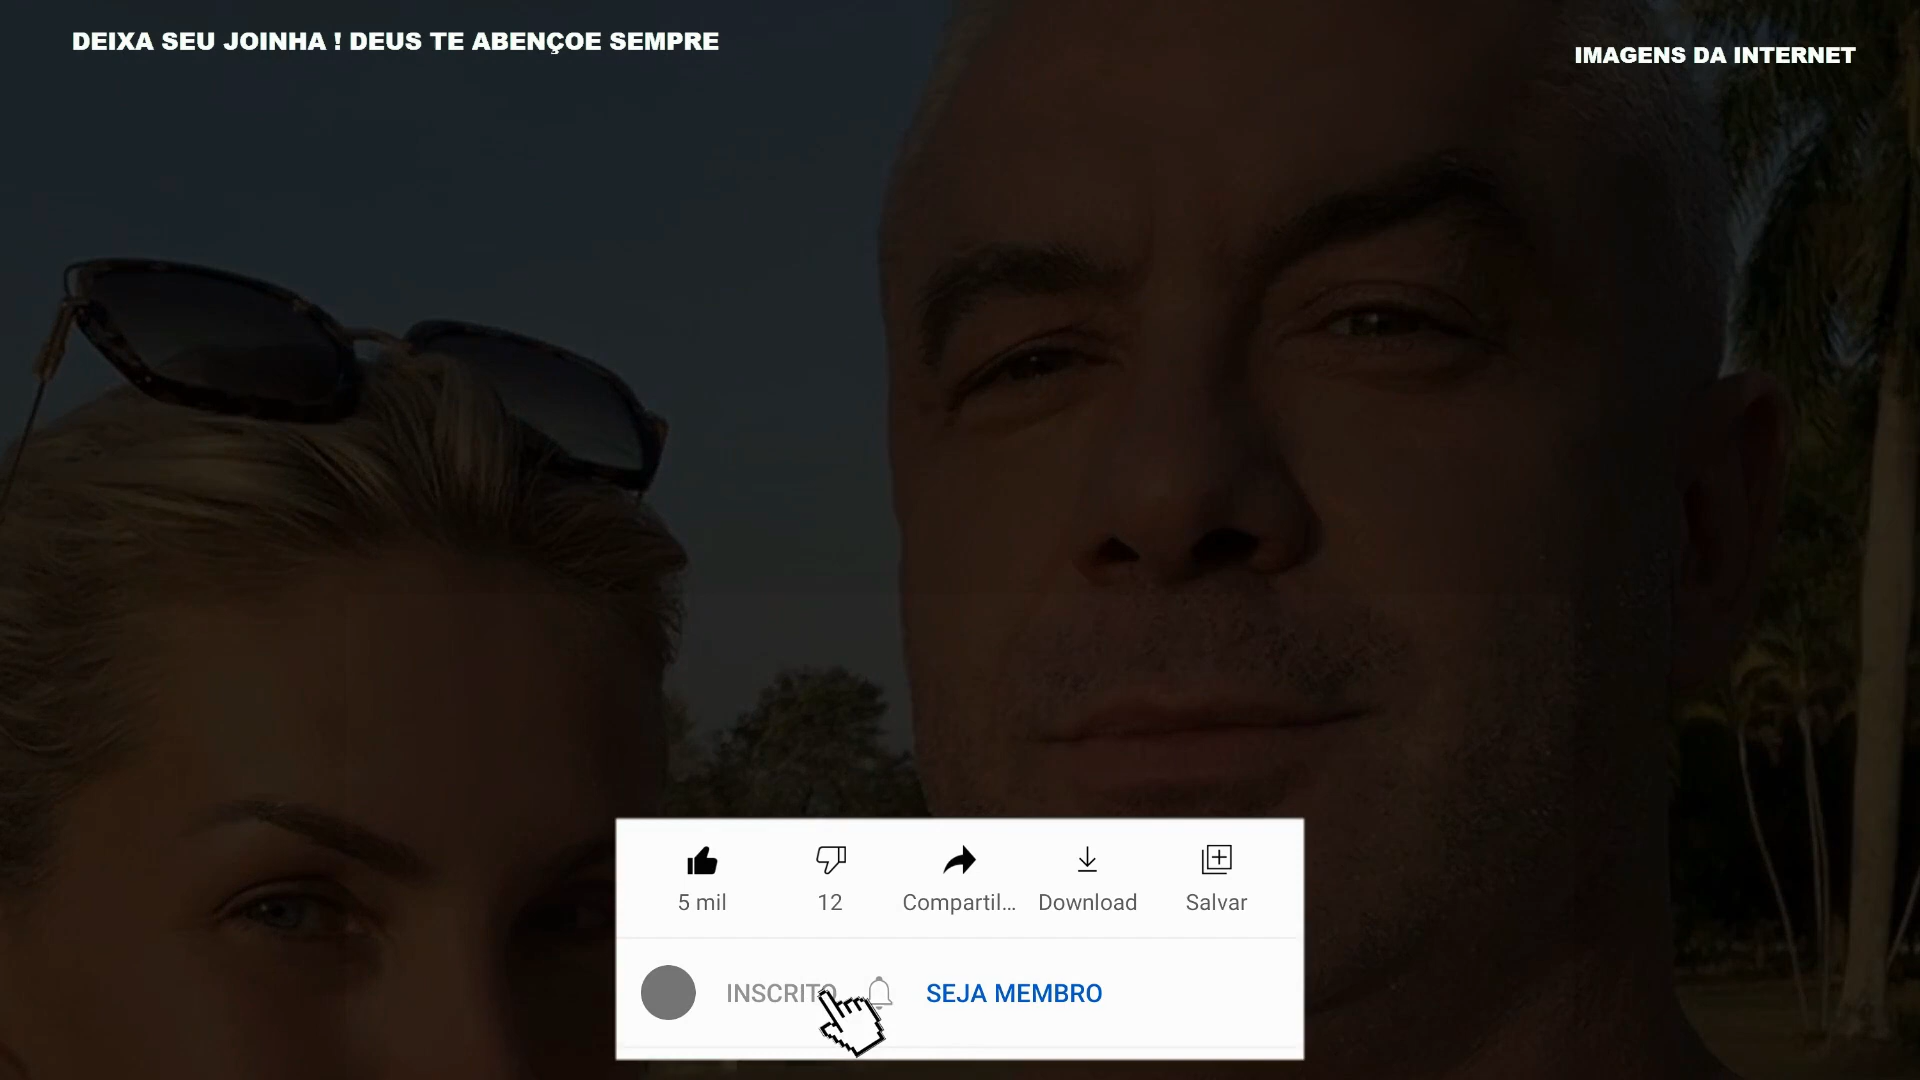 DEIXA SEU JOINHA ! DEUS TE ABENÇOE SEMPRE
IMAGENS DA INTERNET
5 mil
12
Compartil...
Download
Salvar
INSCRITO
SEJA MEMBRO